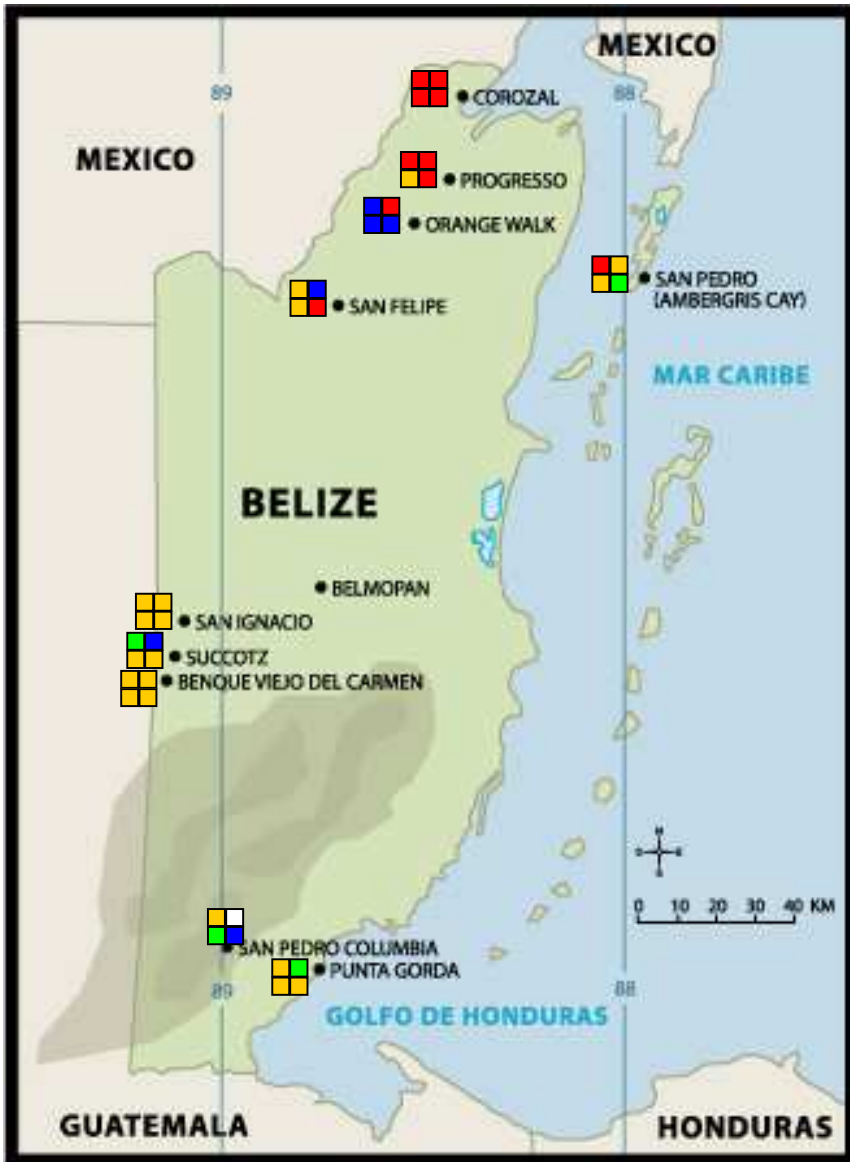 MEXICO
89
88
COROZAL
MEXICO
PROGRESSO
ORANGE WALK
SAN PEDRO
(AMBERGRIS CAY)
SAN FELIPE
MAR CARIBE
BELIZE
BELMOPAN
SAN IGNACIO
SUCCOTZ
BENQUE VIEJO DEL CARMEN
0 10 20 30 40 KM
SAN PEDRO COLUMBIA
PUNTA GORDA
89
88
GOLFO DE HONDURAS
GUATEMALA
HONDURAS